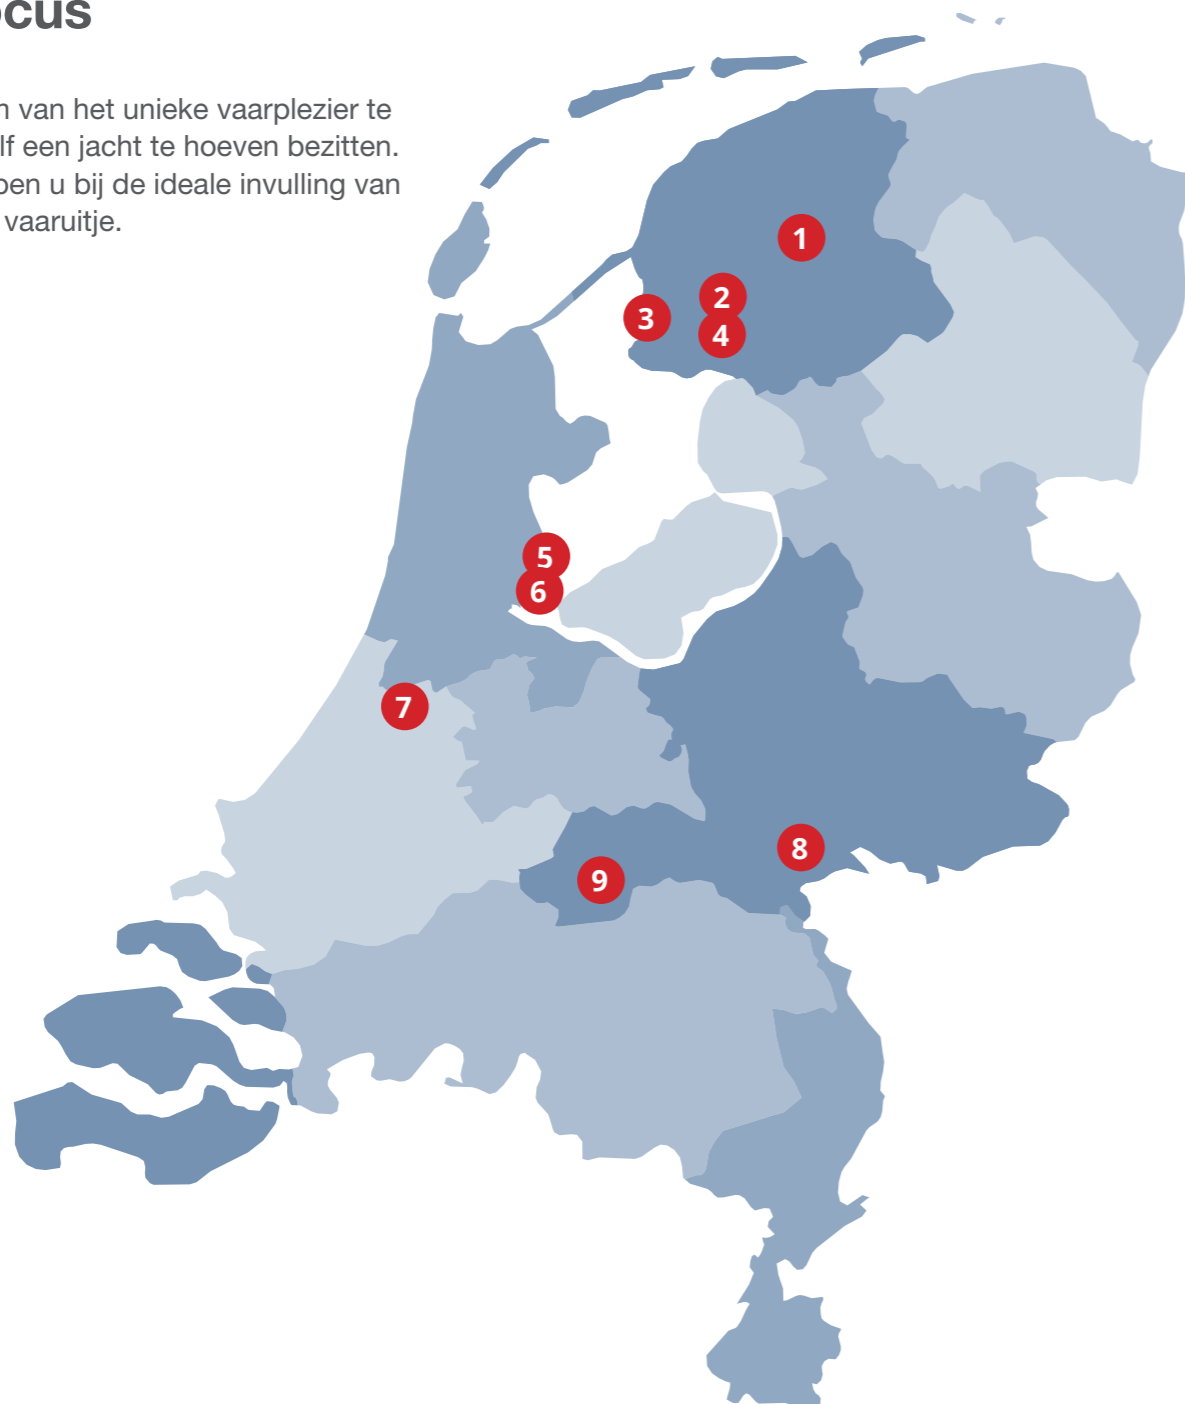 ocus
n van het unieke vaarplezier te
lf een jacht te hoeven bezitten.
pen u bij de ideale invulling van
vaaruitje.
1
2
3
4
5
6
7
8
9